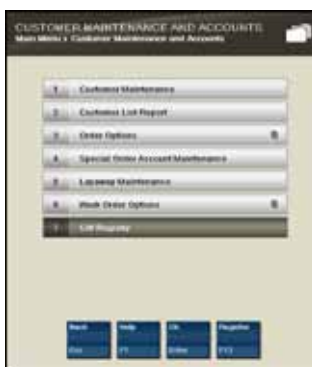 CUSTOMER MAINTENANCE AND ACCOUNTS
Main Menu > Customer Maintenance and Accounts
1 Customer Maintenance
2 Customer List Report
3 Order Options
4 Special Order Account Maintenance
5 Layaway Maintenance
6 Work Order Options
7 Gift Registry
Back Help Ok Register
Esc F1 Enter F12